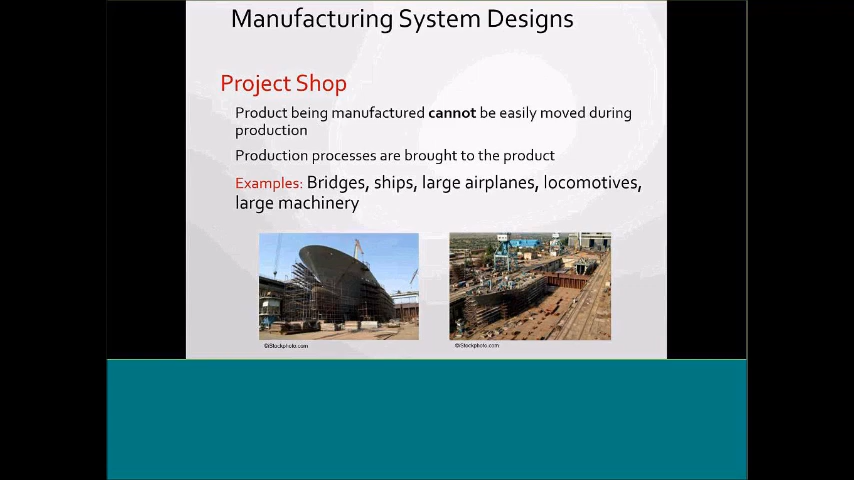 Manufacturing System Designs
Project Shop
Product being manufactured cannot be easily moved during
production
Production processes are brought to the product
Examples: Bridges, ships, large airplanes, locomotives,
large machinery
©iStockphoto.com
©iStockphoto.com